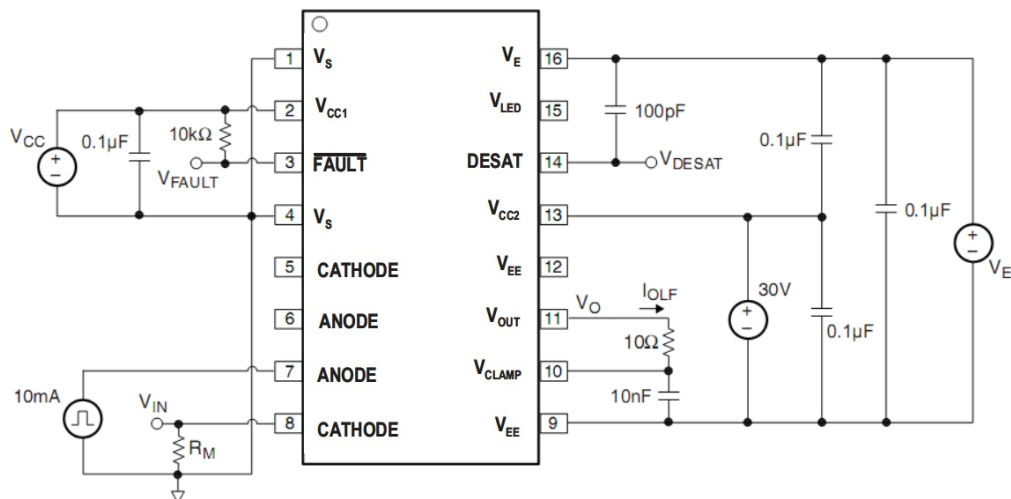 1 V_S V_E 16
2 V_CC1 V_LED 15
3 FAULT DESAT 14
4 V_S V_CC2 13
5 CATHODE V_EE 12
6 ANODE V_OUT 11
7 ANODE V_CLAMP 10
8 CATHODE V_EE 9
V_CC
+
−
0.1µF
10kΩ
V_FAULT
10mA
V_IN
R_M
100pF
V_DESAT
0.1µF
0.1µF
0.1µF
+
−
V_E
30V
+
−
V_O
I_OLF
10Ω
10nF